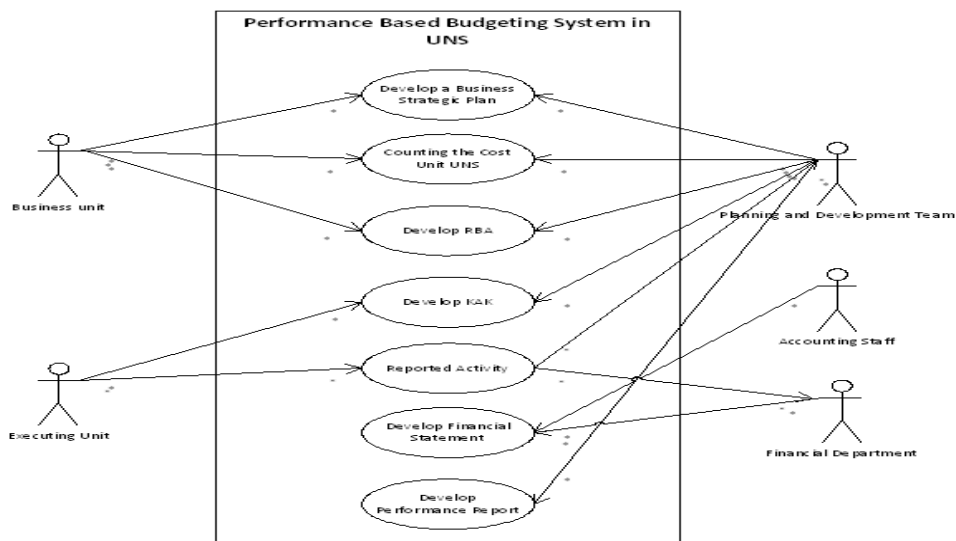 Performance Based Budgeting System in
UNS
Develop a Business
Strategic Plan
Counting the Cost
Unit UNS
Business unit
Planning and Development Team
Develop RBA
Develop KAK
Accounting Staff
Reported Activity
Develop Financial
Statement
Executing Unit
Financial Department
Develop
Performance Report